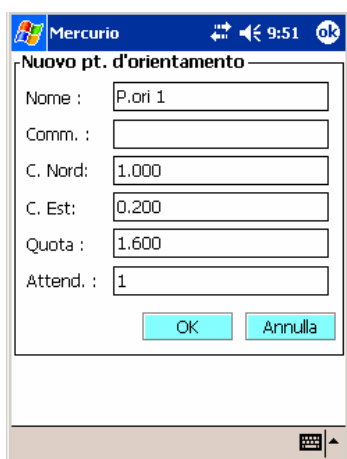 Mercurio 9:51 ok
Nuovo pt. d'orientamento
Nome : P.ori 1
Comm. :
C. Nord: 1.000
C. Est: 0.200
Quota : 1.600
Attend. : 1
OK Annulla